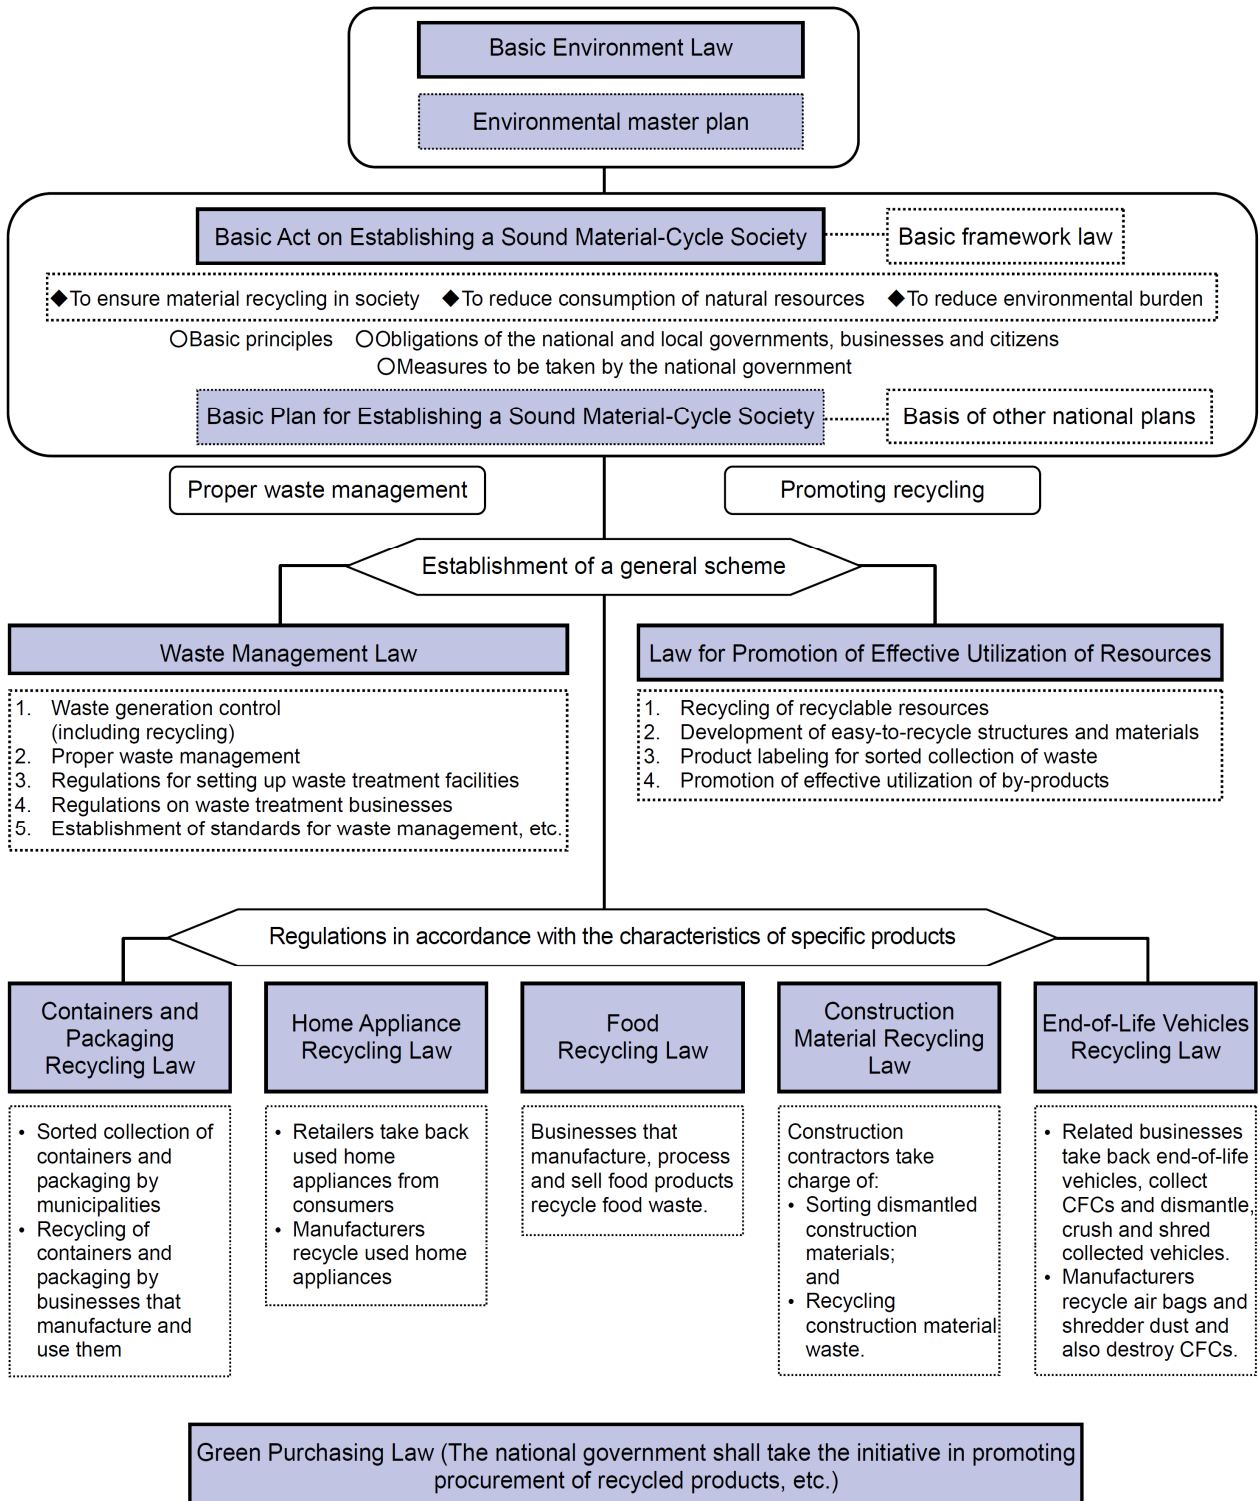 Basic Environment Law
Environmental master plan
Basic Act on Establishing a Sound Material-Cycle Society
Basic framework law
◆To ensure material recycling in society ◆To reduce consumption of natural resources ◆To reduce environmental burden
○Basic principles ○Obligations of the national and local governments, businesses and citizens
○Measures to be taken by the national government
Basic Plan for Establishing a Sound Material-Cycle Society
Basis of other national plans
Proper waste management
Promoting recycling
Establishment of a general scheme
Waste Management Law
1. Waste generation control
(including recycling)
2. Proper waste management
3. Regulations for setting up waste treatment facilities
4. Regulations on waste treatment businesses
5. Establishment of standards for waste management, etc.
Law for Promotion of Effective Utilization of Resources
1. Recycling of recyclable resources
2. Development of easy-to-recycle structures and materials
3. Product labeling for sorted collection of waste
4. Promotion of effective utilization of by-products
Regulations in accordance with the characteristics of specific products
Containers and
Packaging
Recycling Law
• Sorted collection of
containers and
packaging by
municipalities
• Recycling of
containers and
packaging by
businesses that
manufacture and
use them
Home Appliance
Recycling Law
• Retailers take back
used home
appliances from
consumers
• Manufacturers
recycle used home
appliances
Food
Recycling Law
Businesses that
manufacture, process
and sell food products
recycle food waste.
Construction
Material Recycling
Law
Construction
contractors take
charge of:
• Sorting dismantled
construction
materials;
and
• Recycling
construction material
waste.
End-of-Life Vehicles
Recycling Law
• Related businesses
take back end-of-life
vehicles, collect
CFCs and dismantle,
crush and shred
collected vehicles.
• Manufacturers
recycle air bags and
shredder dust and
also destroy CFCs.
Green Purchasing Law (The national government shall take the initiative in promoting
procurement of recycled products, etc.)